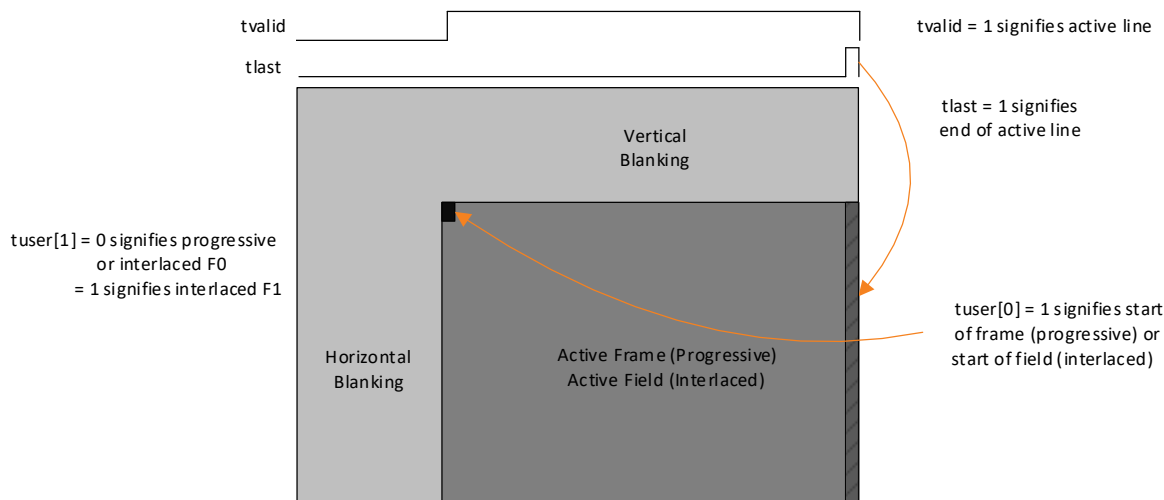 tvalid
tvalid = 1 signifies active line
tlast
tlast = 1 signifies
end of active line
Vertical
Blanking
tuser[1] = 0 signifies progressive
or interlaced F0
= 1 signifies interlaced F1
tuser[0] = 1 signifies start
of frame (progressive) or
start of field (interlaced)
Horizontal
Blanking
Active Frame (Progressive)
Active Field (Interlaced)